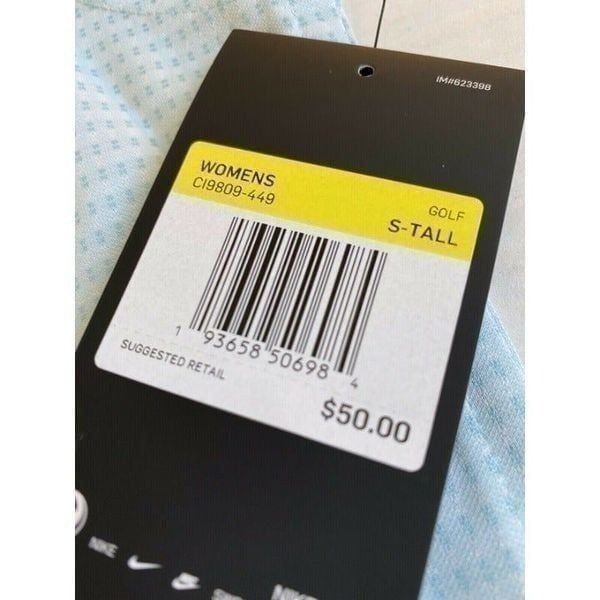 IM#623398
WOMENS
CI9809-449
GOLF
S-TALL
1 93658 50698 4
SUGGESTED RETAIL
$50.00
NIKE